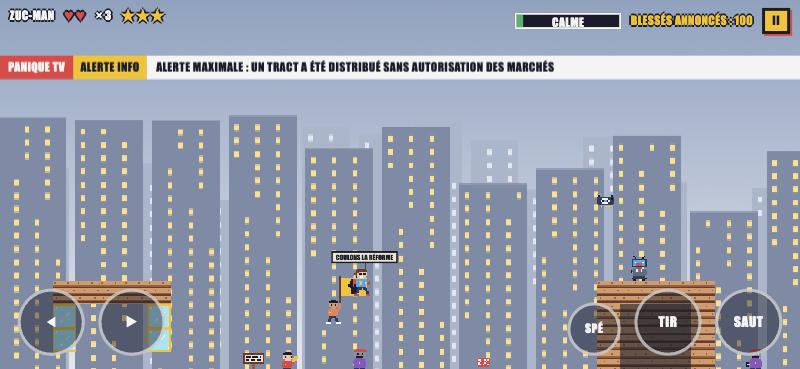 ZUC-MAN ×3
CALME
BLESSÉS ANNONCÉS :100
PANIQUE TV
ALERTE INFO
ALERTE MAXIMALE : UN TRACT A ÉTÉ DISTRIBUÉ SANS AUTORISATION DES MARCHÉS
COULONS LA RÉFORME
SPÉ
TIR
SAUT